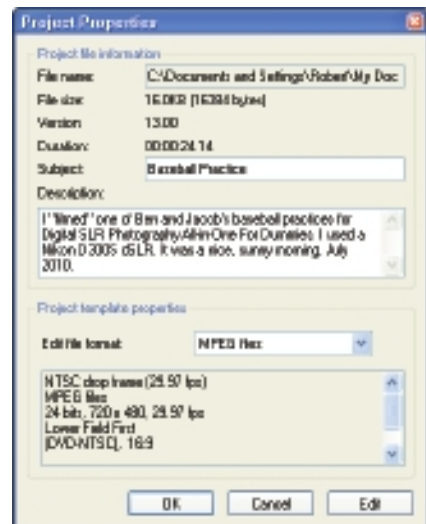 Project Properties
Project file information
File name: C:\Documents and Settings\Robert\My Doc
File size: 16.0KB (16384 bytes)
Version: 13.00
Duration: 00:00:24.14
Subject: Baseball Practice
Description:
I "filmed" one of Ben and Jacob's baseball practices for
Digital SLR Photography All-in-One For Dummies. I used a
Nikon D300S dSLR. It was a nice, sunny morning, July
2010.
Project template properties
Edit file format: MPEG files
NTSC drop frame (29.97 fps)
MPEG files
24 bits, 720 x 480, 29.97 fps
Lower Field First
(DVD-NTSC), 16:9
OK Cancel Edit